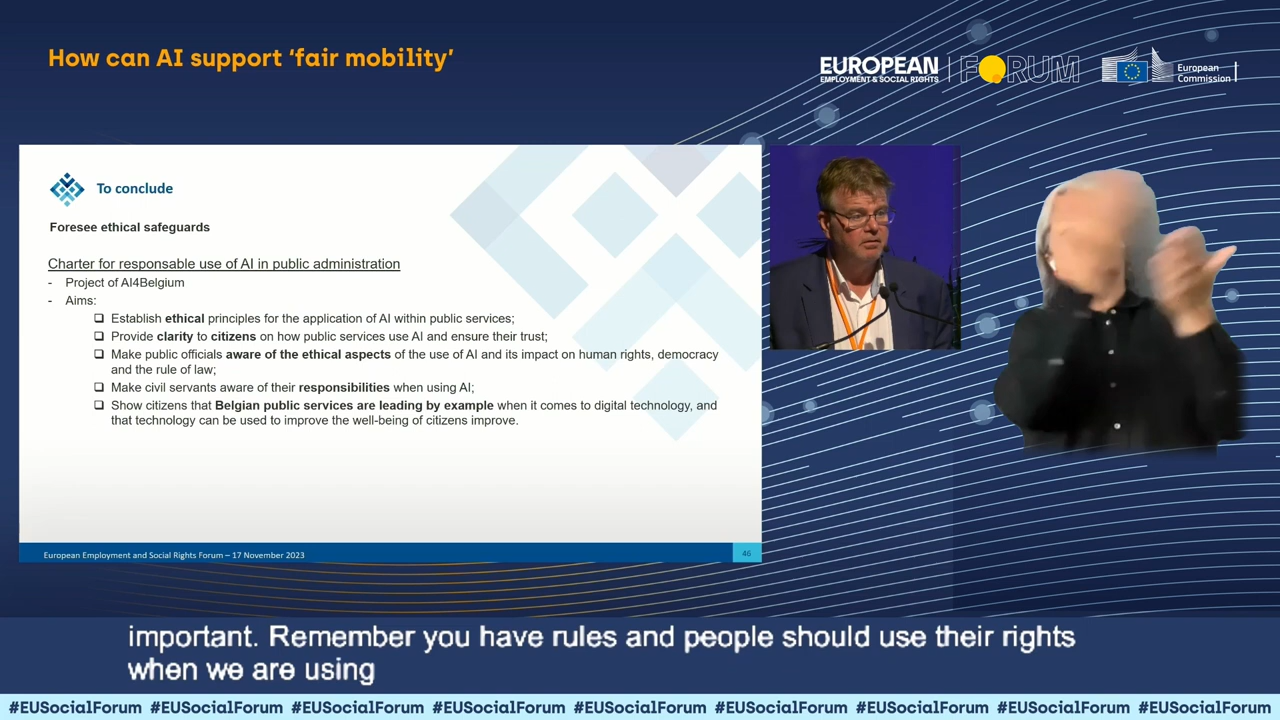 How can AI support ‘fair mobility’
EUROPEAN
EMPLOYMENT & SOCIAL RIGHTS
FORUM
European
Commission
To conclude
Foresee ethical safeguards
Charter for responsable use of AI in public administration
- Project of AI4Belgium
- Aims:
❑ Establish ethical principles for the application of AI within public services;
❑ Provide clarity to citizens on how public services use AI and ensure their trust;
❑ Make public officials aware of the ethical aspects of the use of AI and its impact on human rights, democracy
and the rule of law;
❑ Make civil servants aware of their responsibilities when using AI;
❑ Show citizens that Belgian public services are leading by example when it comes to digital technology, and
that technology can be used to improve the well-being of citizens improve.
European Employment and Social Rights Forum – 17 November 2023
46
important. Remember you have rules and people should use their rights
when we are using
#EUSocialForum #EUSocialForum #EUSocialForum #EUSocialForum #EUSocialForum #EUSocialForum #EUSocialForum #EUSocialForum #EUSocialForum